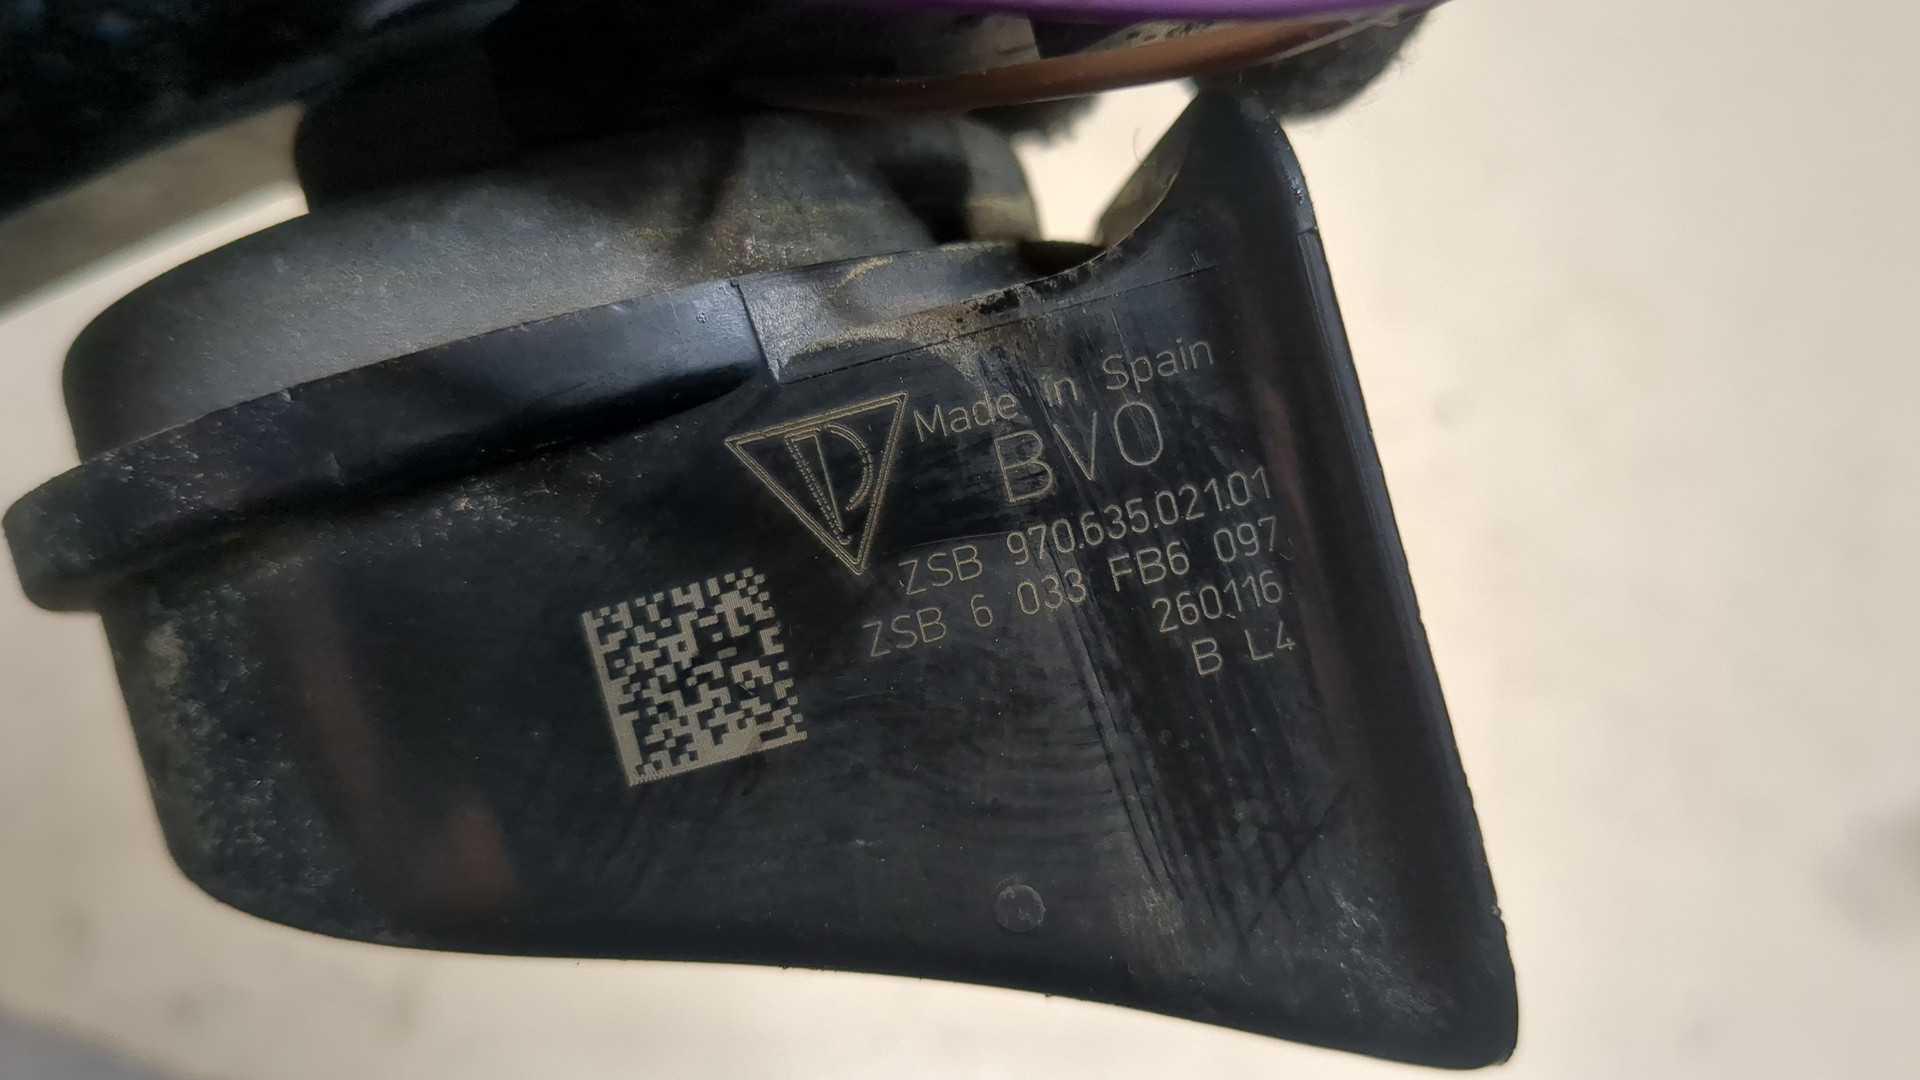 Made in Spain
BVO
ZSB 970.635.021.01
ZSB 6 033 FB6 097
260116
B L4